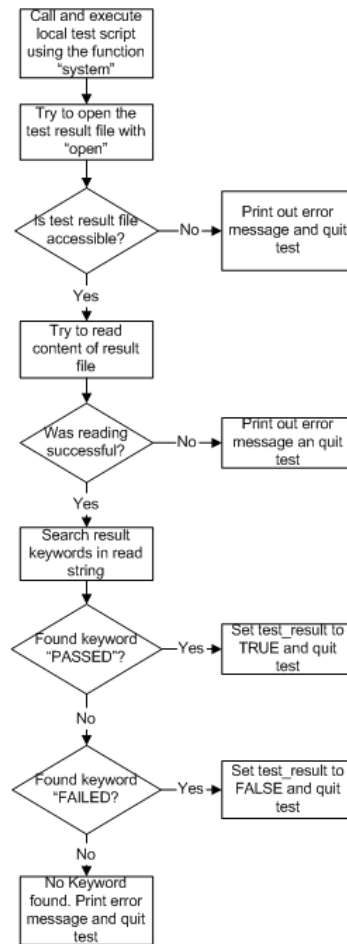 Call and execute
local test script
using the function
“system”
Try to open the
test result file with
“open”
Is test result file
accessible?
No
Print out error
message and quit
test
Yes
Try to read
content of result
file
Was reading
successful?
No
Print out error
message an quit
test
Yes
Search result
keywords in read
string
Found keyword
“PASSED”?
Yes
Set test_result to
TRUE and quit
test
No
Found keyword
“FAILED?
Yes
Set test_result to
FALSE and quit
test
No
No Keyword
found. Print error
message and quit
test